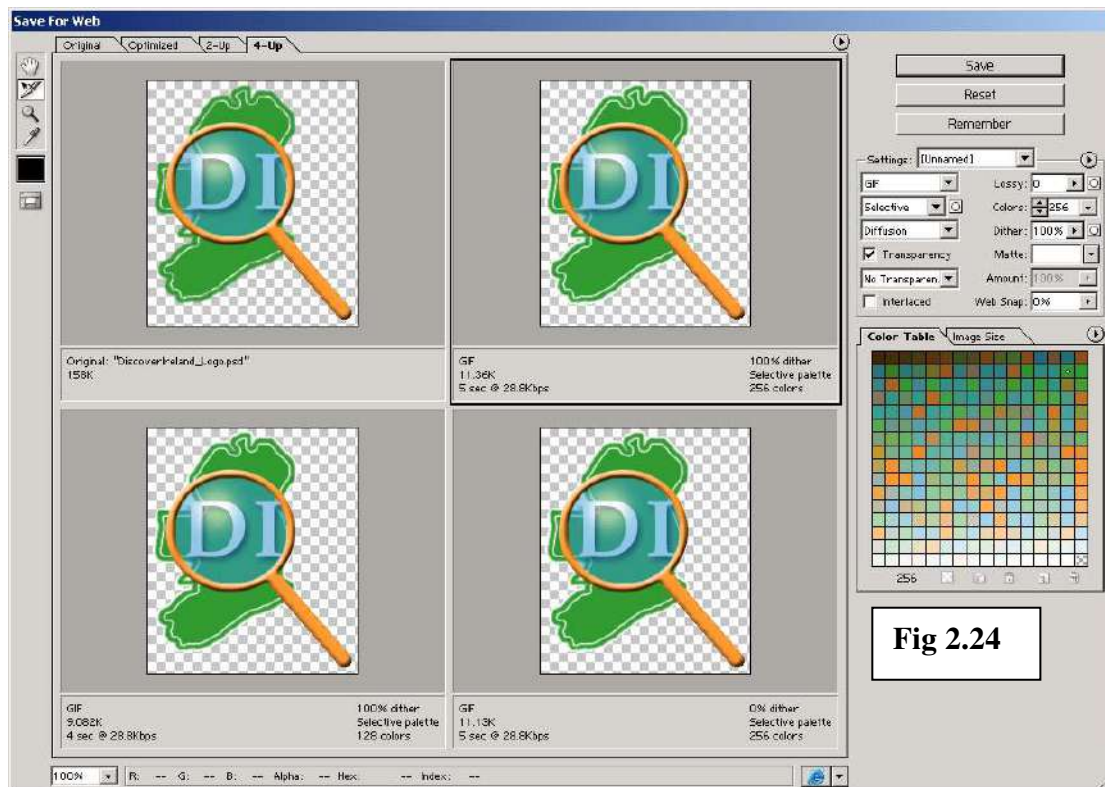 Save For Web
Original Optimized 2-Up 4-Up
Save
Reset
Remember
Settings: [Unnamed]
GIF Lossy: 0
Selective Colors: 256
Diffusion Dither: 100%
Transparency Matte:
No Transparen. Amount: 100%
Interlaced Web Snap: 0%
Color Table Image Size
256
DI
DI
Original: "DiscoverIreland_Logo.psd"
158K
GIF 100% dither
11.36K Selective palette
5 sec @ 28.8Kbps 256 colors
DI
DI
GIF 100% dither
9.082K Selective palette
4 sec @ 28.8Kbps 128 colors
GIF 0% dither
11.13K Selective palette
5 sec @ 28.8Kbps 256 colors
Fig 2.24
100% R: -- G: -- B: -- Alpha: -- Hex: -- Index: --